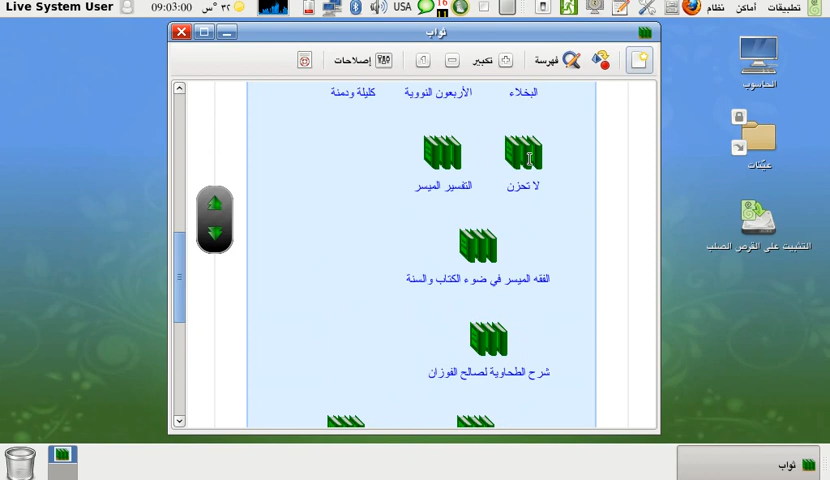 تطبيقات أماكن نظام
USA
٣٢ °س
09:03:00
Live System User
ثواب
فهرسة
تكبير
إصلاحات
البخلاء الأربعون النووية كليلة ودمنة
لا تحزن التفسير الميسر
الفقه الميسر في ضوء الكتاب والسنة
شرح الطحاوية لصالح الفوزان
الحاسوب
عيّنات
التثبيت على القرص الصلب
ثواب